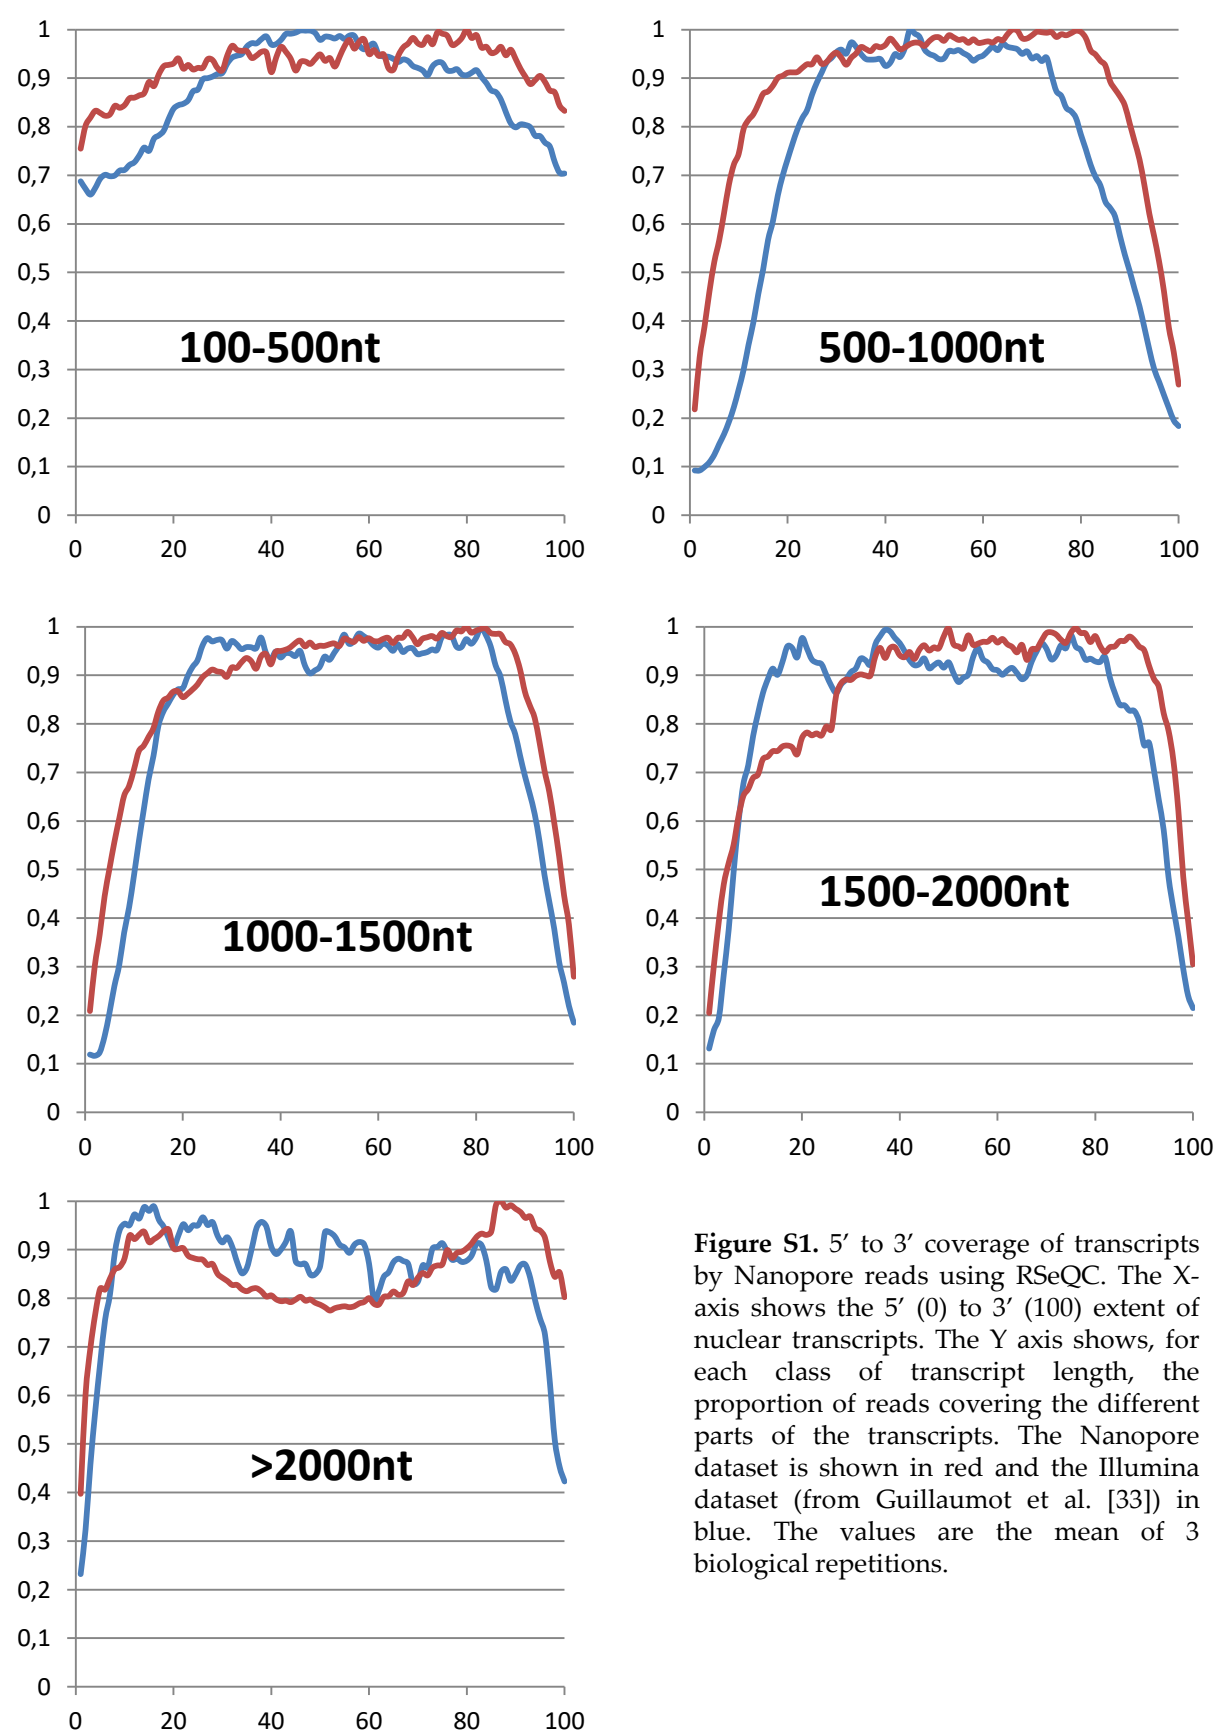 1
0,9
0,8
0,7
0,6
0,5
0,4
0,3
0,2
0,1
0
100-500nt
0 20 40 60 80 100
1
0,9
0,8
0,7
0,6
0,5
0,4
0,3
0,2
0,1
0
500-1000nt
0 20 40 60 80 100
1
0,9
0,8
0,7
0,6
0,5
0,4
0,3
0,2
0,1
0
1000-1500nt
0 20 40 60 80 100
1
0,9
0,8
0,7
0,6
0,5
0,4
0,3
0,2
0,1
0
1500-2000nt
0 20 40 60 80 100
1
0,9
0,8
0,7
0,6
0,5
0,4
0,3
0,2
0,1
0
>2000nt
0 20 40 60 80 100
Figure S1. 5’ to 3’ coverage of transcripts
by Nanopore reads using RSeQC. The X-
axis shows the 5’ (0) to 3’ (100) extent of
nuclear transcripts. The Y axis shows, for
each class of transcript length, the
proportion of reads covering the different
parts of the transcripts. The Nanopore
dataset is shown in red and the Illumina
dataset (from Guillaumot et al. [33]) in
blue. The values are the mean of 3
biological repetitions.